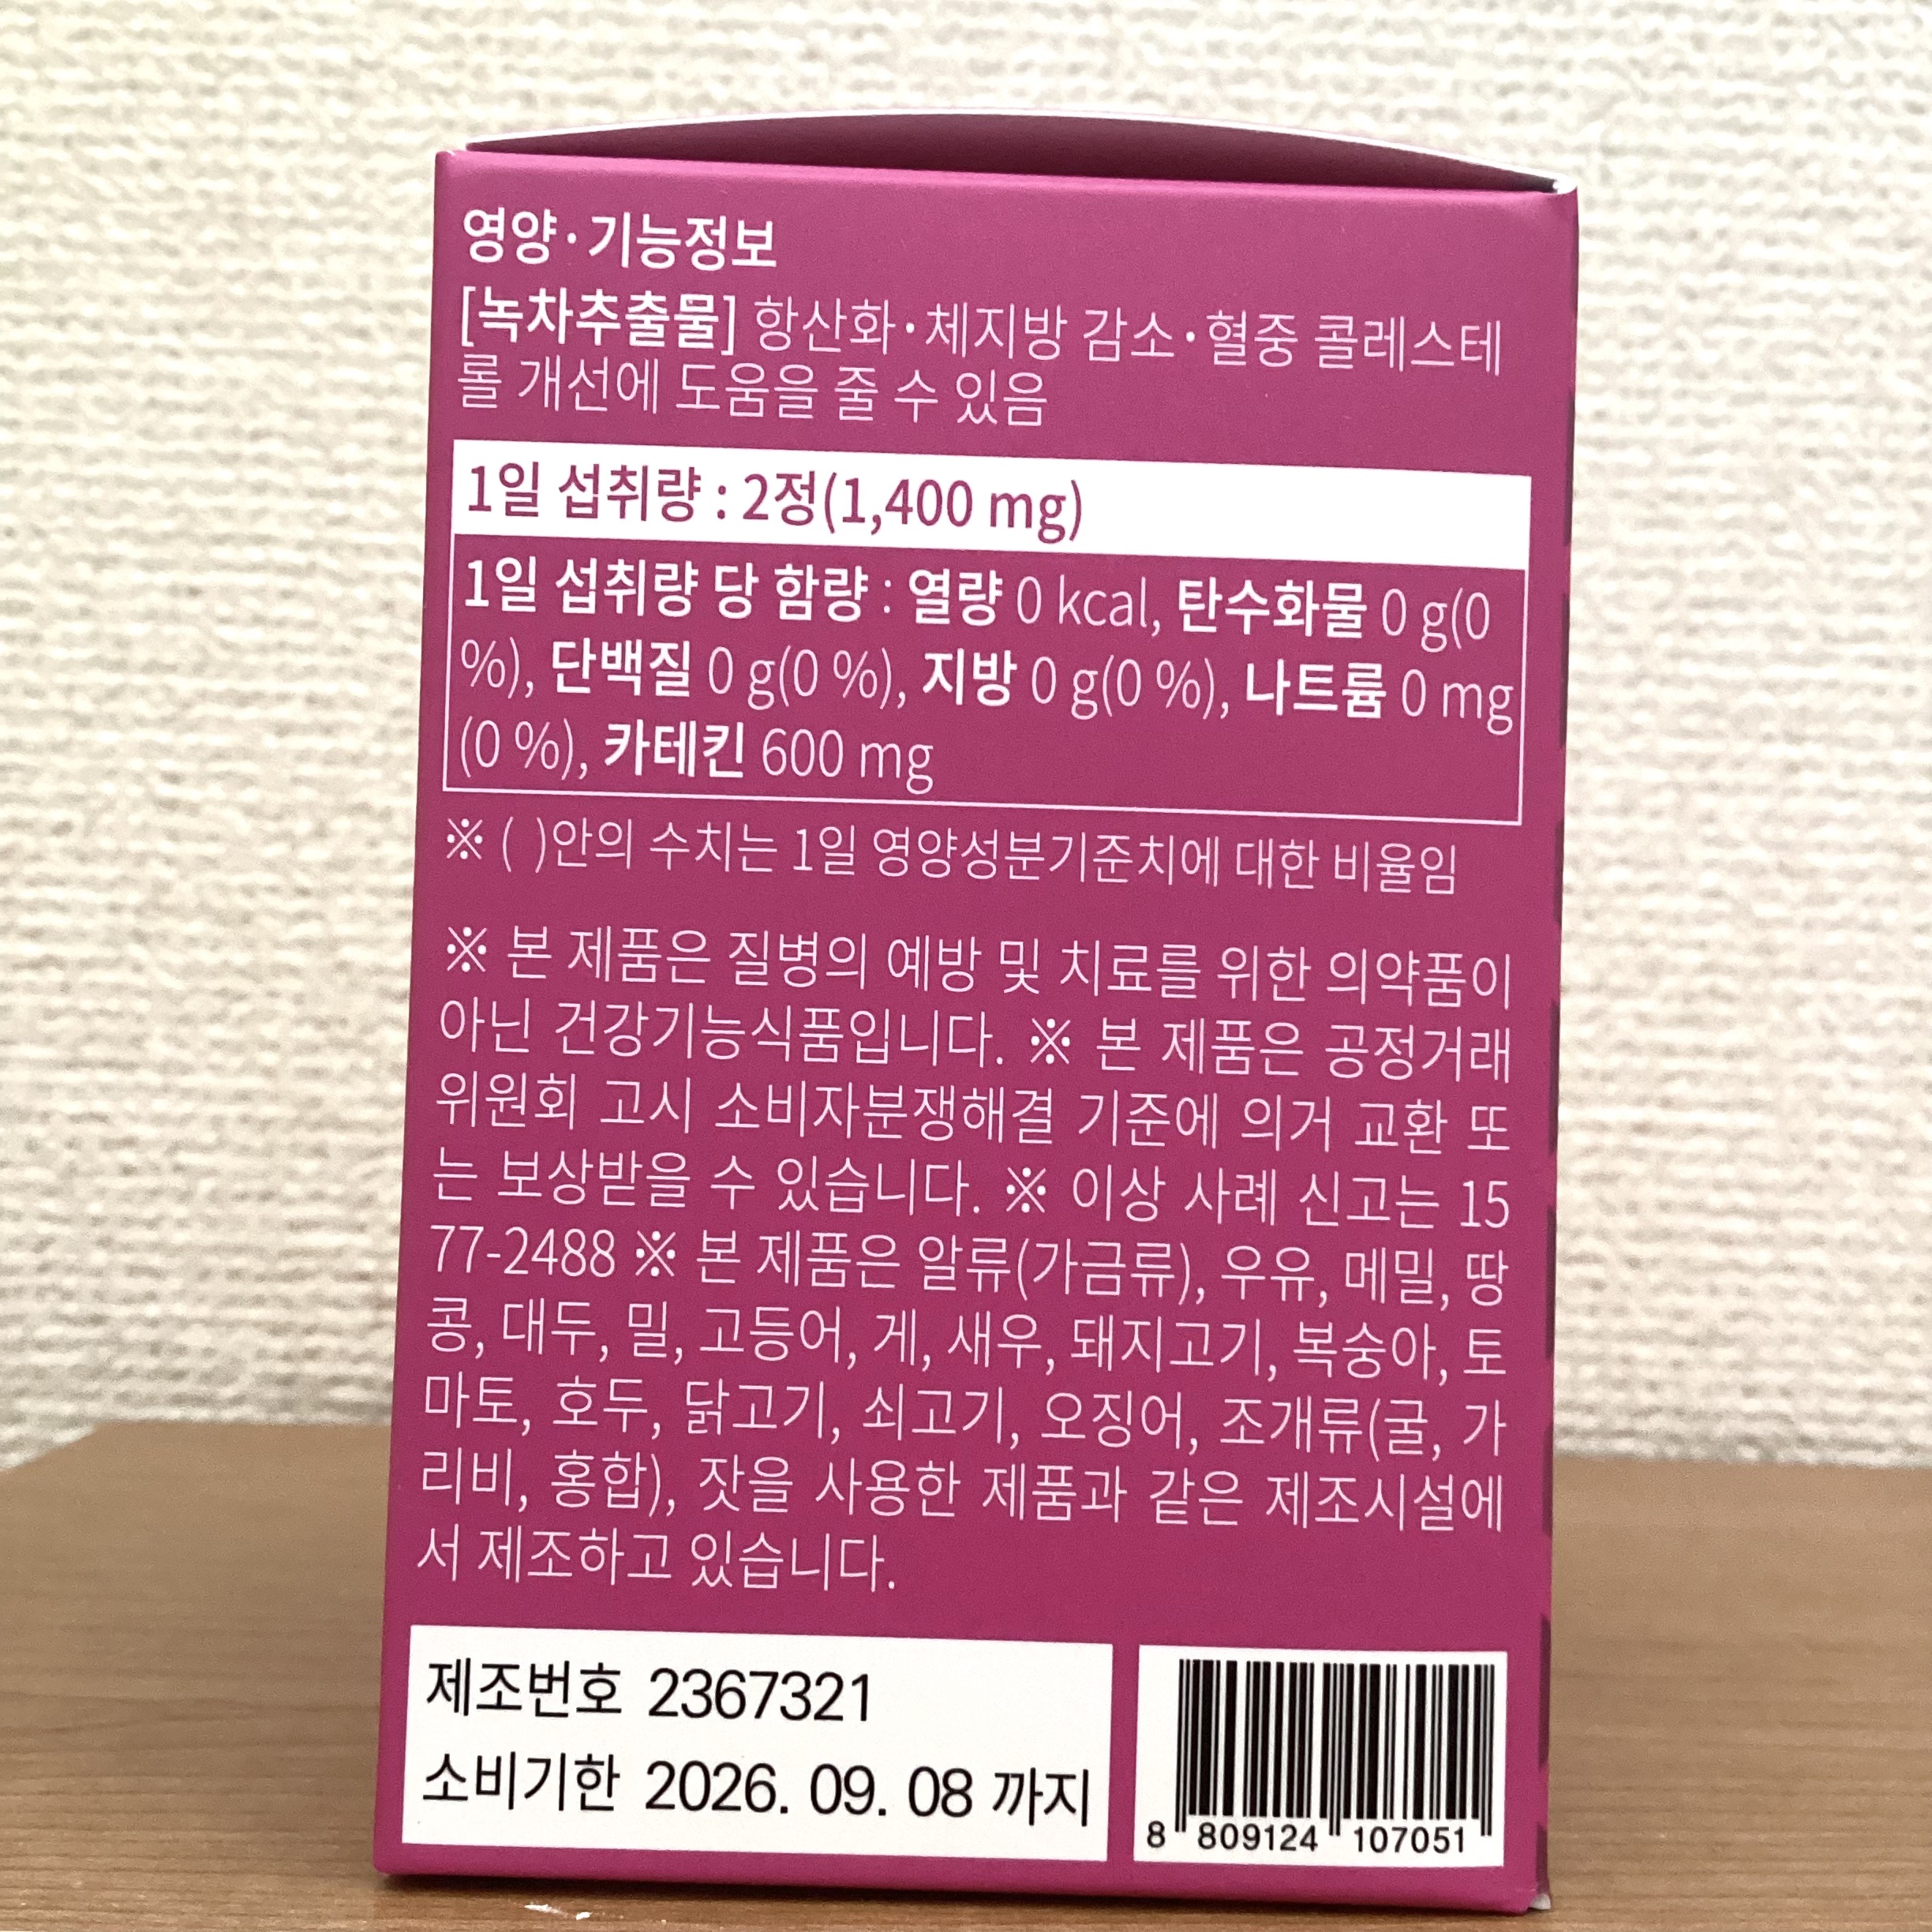 영양·기능정보
[녹차추출물] 항산화·체지방 감소·혈중 콜레스테
롤 개선에 도움을 줄 수 있음
1일 섭취량 : 2정(1,400 mg)
1일 섭취량 당 함량 : 열량 0 kcal, 탄수화물 0 g(0
%), 단백질 0 g(0 %), 지방 0 g(0 %), 나트륨 0 mg
(0 %), 카테킨 600 mg
※ ( )안의 수치는 1일 영양성분기준치에 대한 비율임
※ 본 제품은 질병의 예방 및 치료를 위한 의약품이
아닌 건강기능식품입니다. ※ 본 제품은 공정거래
위원회 고시 소비자분쟁해결 기준에 의거 교환 또
는 보상받을 수 있습니다. ※ 이상 사례 신고는 15
77-2488 ※ 본 제품은 알류(가금류), 우유, 메밀, 땅
콩, 대두, 밀, 고등어, 게, 새우, 돼지고기, 복숭아, 토
마토, 호두, 닭고기, 쇠고기, 오징어, 조개류(굴, 가
리비, 홍합), 잣을 사용한 제품과 같은 제조시설에
서 제조하고 있습니다.
제조번호 2367321
소비기한 2026. 09. 08 까지
8 809124 107051